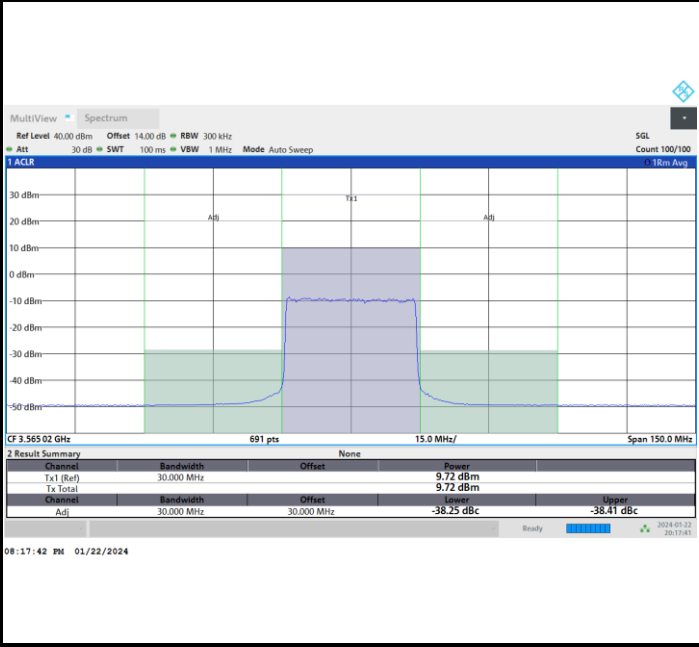 MultiView Spectrum
Ref Level 40.00 dBm Offset 14.00 dB RBW 300 kHz SGL
Att 30 dB SWT 100 ms VBW 1 MHz Mode Auto Sweep Count 100/100
1 ACLR 1Rm Avg
30 dBm
Tx1
20 dBm Adj Adj
10 dBm
0 dBm
-10 dBm
-20 dBm
-30 dBm
-40 dBm
-50 dBm
CF 3.565 02 GHz 691 pts 15.0 MHz/ Span 150.0 MHz
2 Result Summary None
Channel Bandwidth Offset Power
Tx1 (Ref) 30.000 MHz 9.72 dBm
Tx Total 9.72 dBm
Channel Bandwidth Offset Lower Upper
Adj 30.000 MHz 30.000 MHz -38.25 dBc -38.41 dBc
Ready 2024-01-22
20:17:41
08:17:42 PM 01/22/2024